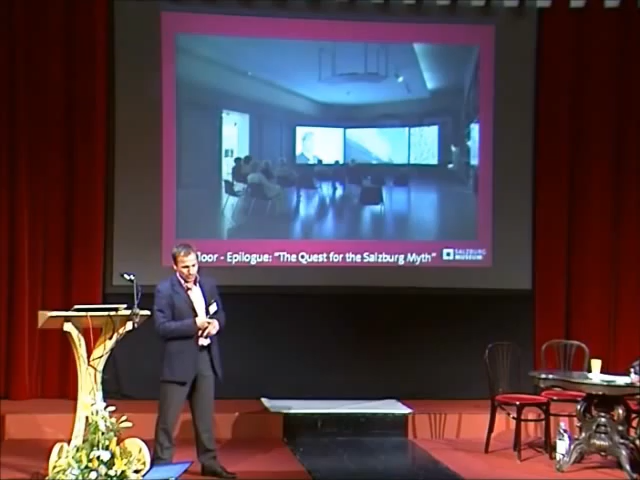 loor - Epilogue: "The Quest for the Salzburg Myth"
SALZBURG
MUSEUM